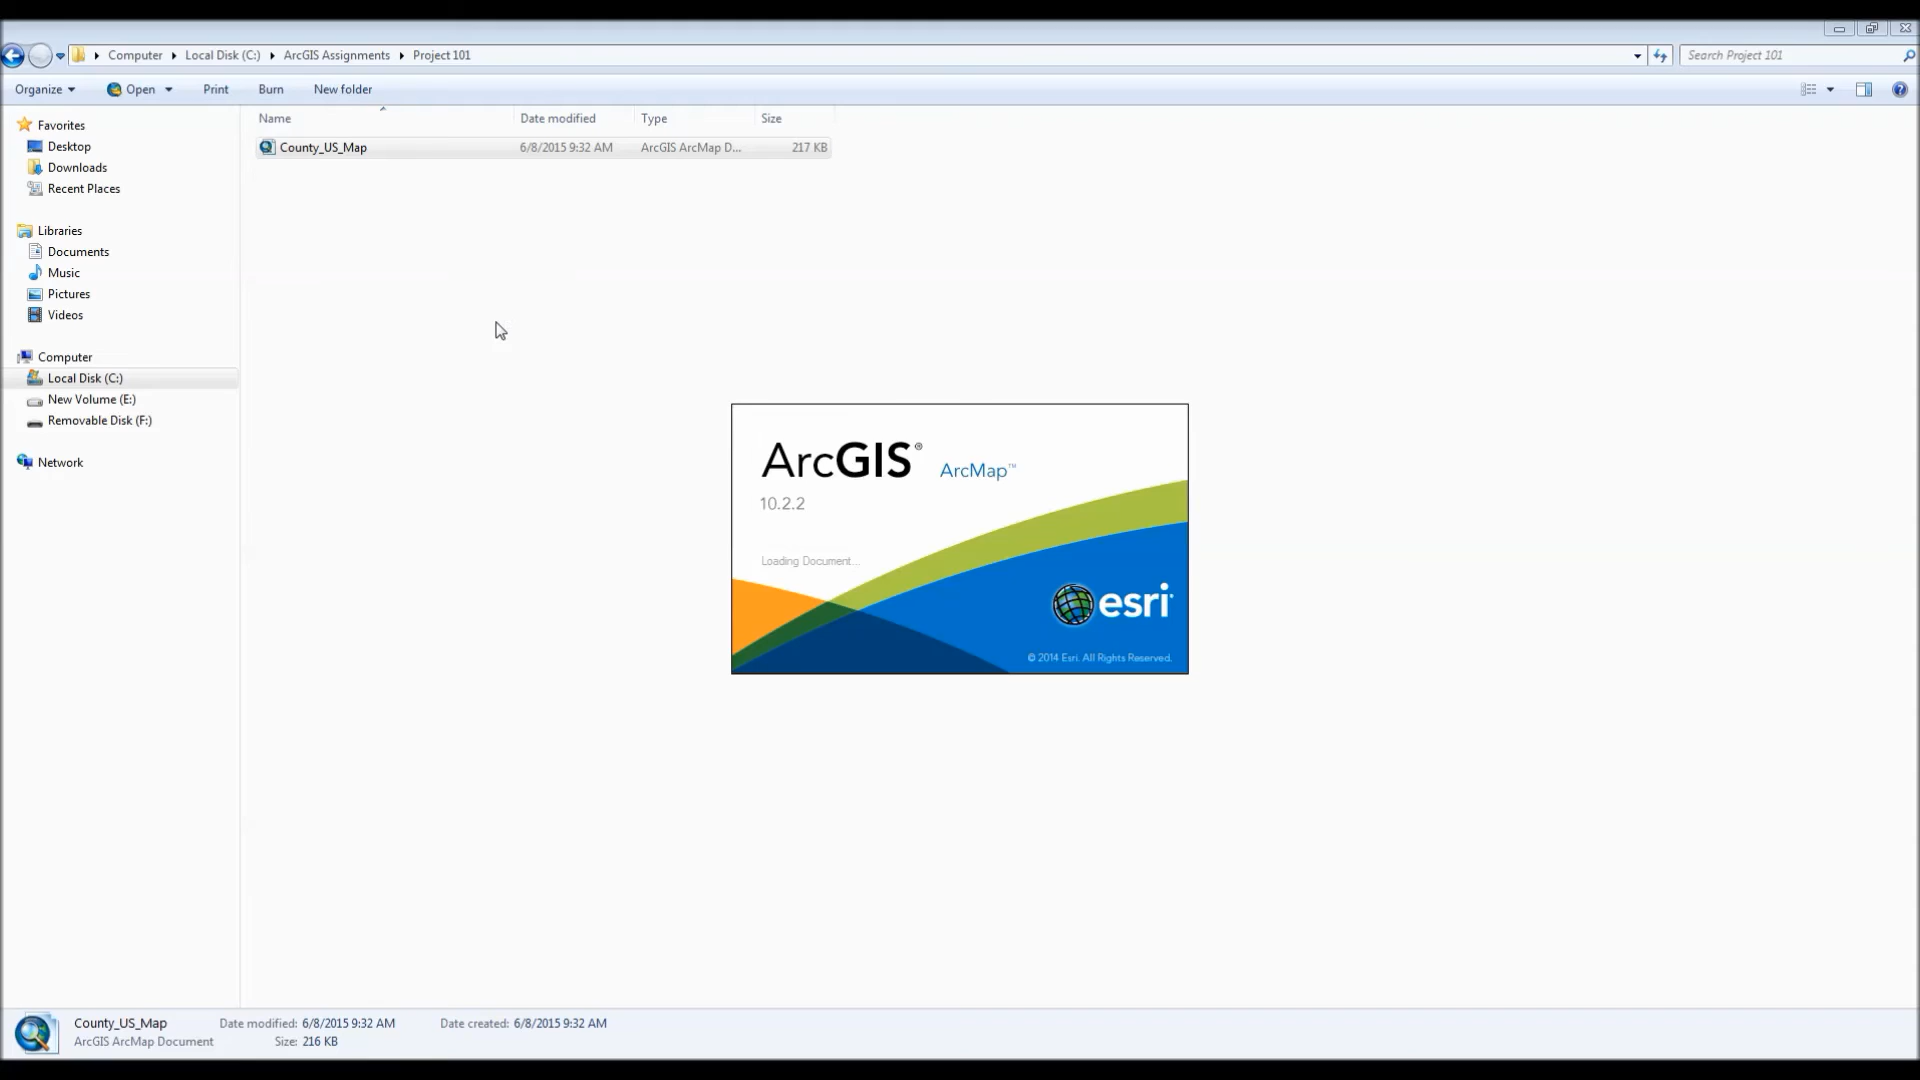 Computer Local Disk (C:) ArcGIS Assignments Project 101
Search Project 101
Organize Open Print Burn New folder
Favorites
Desktop
Downloads
Recent Places
Libraries
Documents
Music
Pictures
Videos
Computer
Local Disk (C:)
New Volume (E:)
Removable Disk (F:)
Network
Name Date modified Type Size
County_US_Map 6/8/2015 9:32 AM ArcGIS ArcMap D... 217 KB
ArcGIS® ArcMap™
10.2.2
Loading Document...
esri
© 2014 Esri. All Rights Reserved.
County_US_Map Date modified: 6/8/2015 9:32 AM Date created: 6/8/2015 9:32 AM
ArcGIS ArcMap Document Size: 216 KB